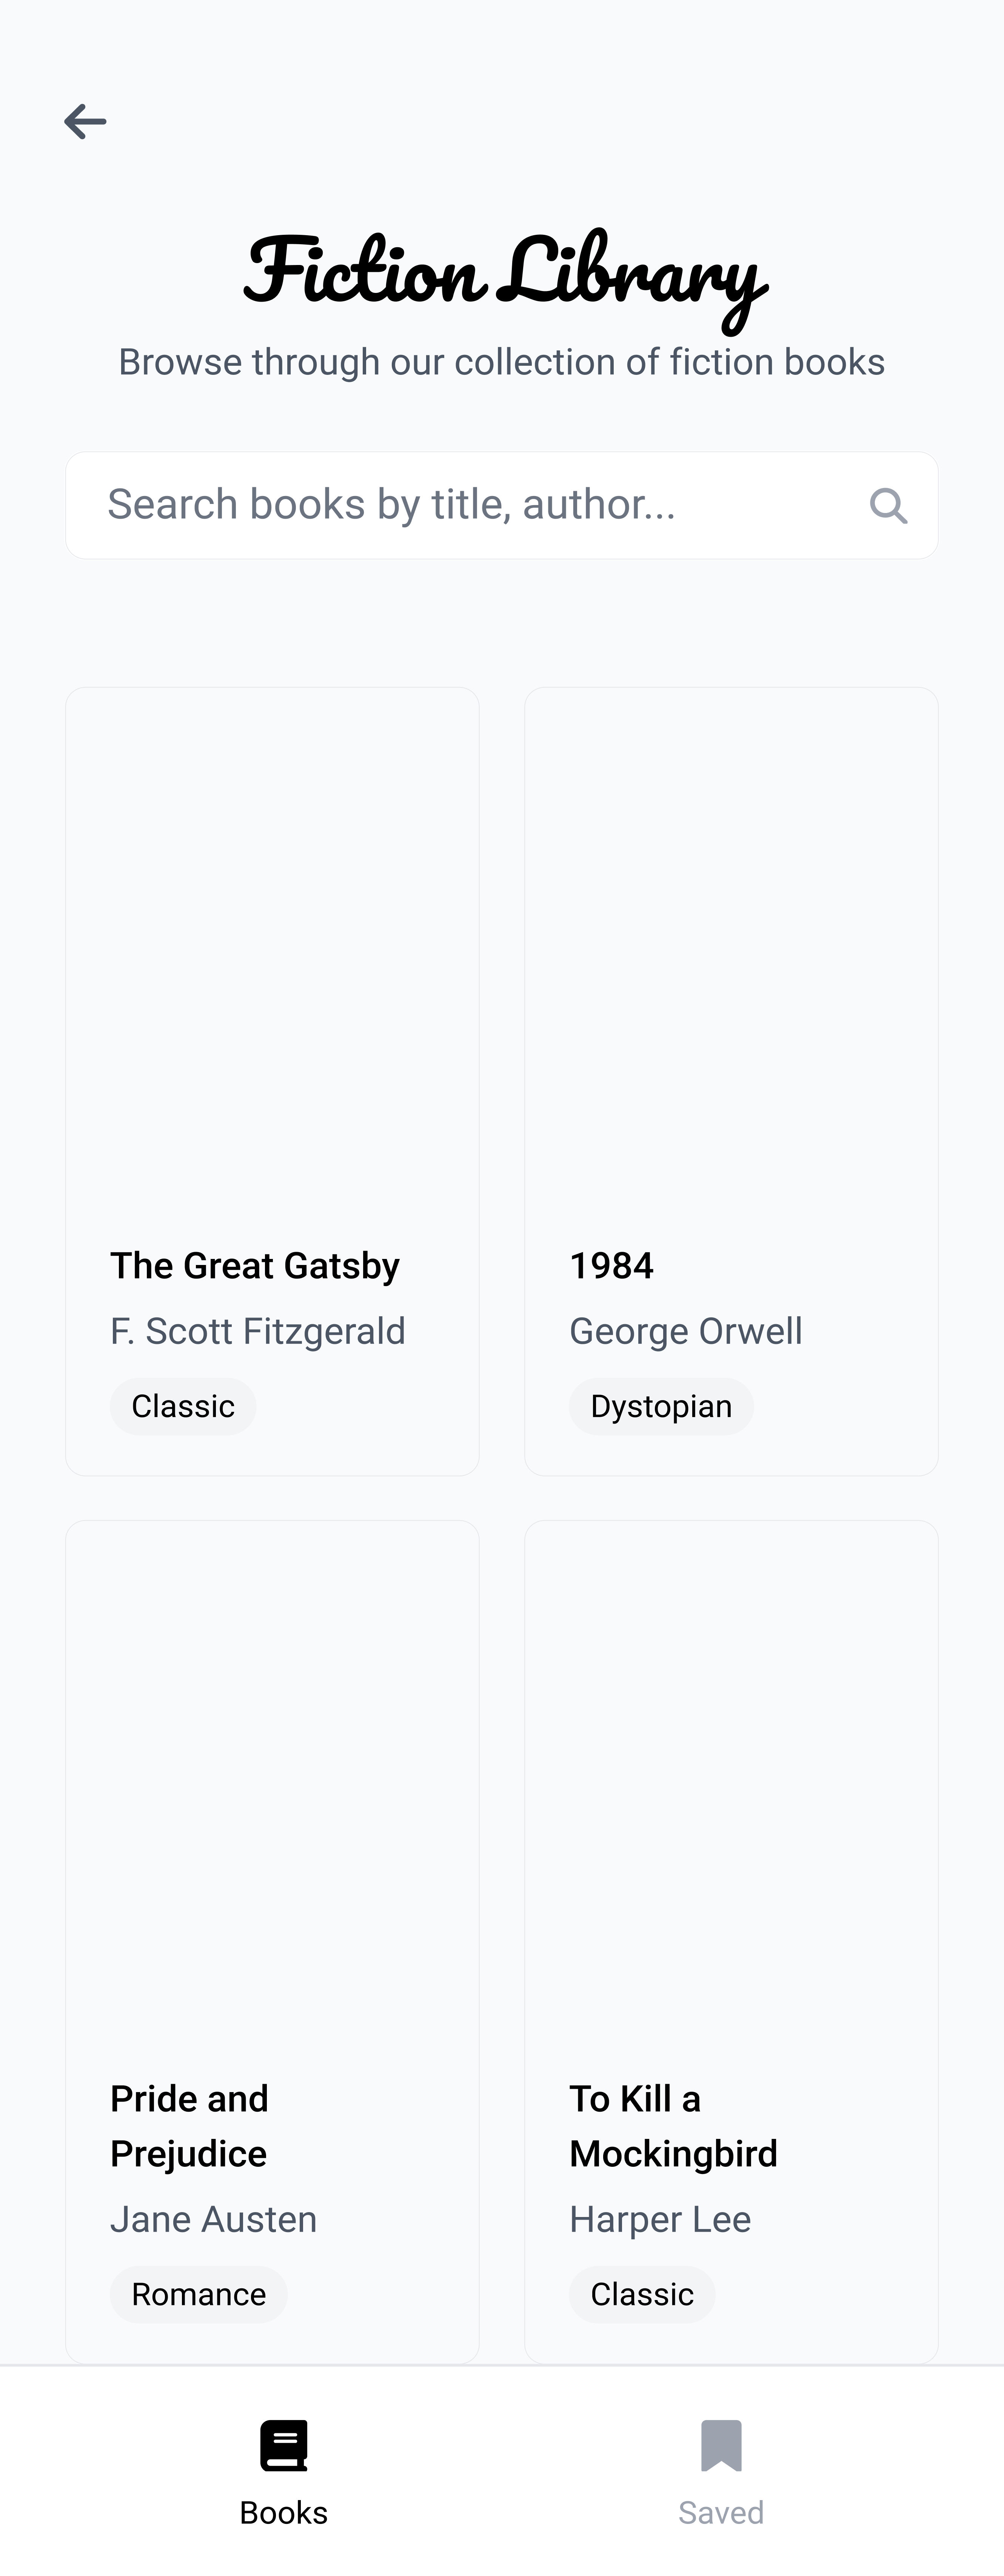 Fiction Library
Browse through our collection of fiction books
Search books by title, author...
The Great Gatsby
F. Scott Fitzgerald
Classic
1984
George Orwell
Dystopian
Pride and
Prejudice
Jane Austen
Romance
To Kill a
Mockingbird
Harper Lee
Classic
Books
Saved